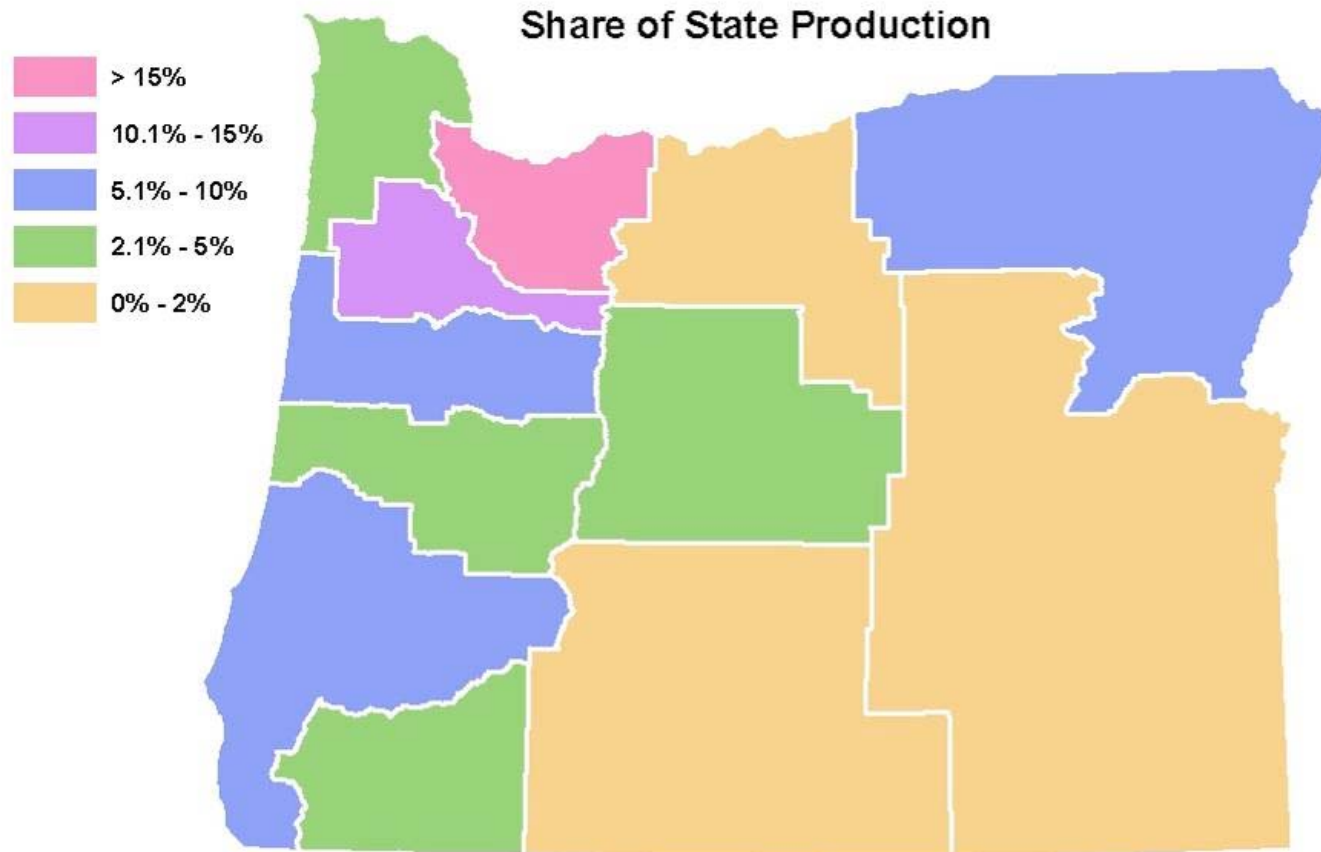 Share of State Production
> 15%
10.1% - 15%
5.1% - 10%
2.1% - 5%
0% - 2%